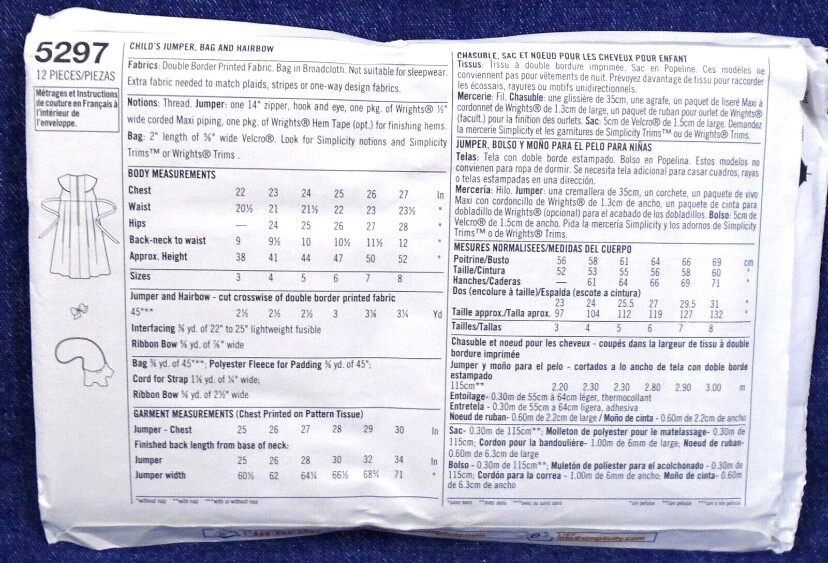 5297
12 PIECES/PIEZAS
Métrages et Instructions
de couture en Français à
l'intérieur de
l'enveloppe.
CHILD'S JUMPER, BAG AND HAIRBOW
Fabrics: Double Border Printed Fabric. Bag in Broadcloth. Not suitable for sleepwear.
Extra fabric needed to match plaids, stripes or one-way design fabrics.
Notions: Thread. Jumper: one 14" zipper, hook and eye, one pkg. of Wrights® ½"
wide corded Maxi piping, one pkg. of Wrights® Hem Tape (opt.) for finishing hems.
Bag: 2" length of ⅝" wide Velcro®. Look for Simplicity notions and Simplicity
Trims™ or Wrights® Trims .
BODY MEASUREMENTS
Chest 22 23 24 25 26 27 In
Waist 20½ 21 21½ 22 23 23½ "
Hips — 24 25 26 27 28 "
Back-neck to waist 9 9½ 10 10½ 11½ 12 "
Approx. Height 38 41 44 47 50 52 "
Sizes 3 4 5 6 7 8
Jumper and Hairbow - cut crosswise of double border printed fabric
45"** 2½ 2½ 2½ 3 3¼ Yd
Interfacing ⅜ yd. of 22" to 25" lightweight fusible
Ribbon Bow ⅝ yd. of ⅞" wide
Bag ⅜ yd. of 45"**; Polyester Fleece for Padding ⅜ yd. of 45";
Cord for Strap 1⅛ yd. of ¼" wide;
Ribbon Bow ⅝ yd. of 2½" wide
GARMENT MEASUREMENTS (Chest Printed on Pattern Tissue)
Jumper - Chest 25 26 27 28 29 30 In
Finished back length from base of neck:
Jumper 25 26 28 30 32 34 In
Jumper width 60½ 62 64¼ 66½ 68¾ 71 "
*without nap **with nap ***with or without nap
CHASUBLE, SAC ET NOEUD POUR LES CHEVEUX POUR ENFANT
Tissus: Tissu à double bordure imprimée. Sac en Popeline. Ces modèles ne
conviennent pas pour vêtements de nuit. Prévoyez davantage de tissu pour raccorder
les écossais, rayures ou motifs unidirectionnels.
Mercerie: Fil. Chasuble: une glissière de 35cm, une agrafe, un paquet de liseré Maxi à
cordonnet de Wrights® de 1.3cm de large, un paquet de ruban pour ourlet de Wrights®
(facult.) pour la finition des ourlets. Sac: 5cm de Velcro® de 1.5cm de large. Demandez
la mercerie Simplicity et les garnitures de Simplicity Trims™ ou de Wrights® Trims.
JUMPER, BOLSO Y MOÑO PARA EL PELO PARA NIÑAS
Telas: Tela con doble borde estampado. Bolso en Popelina. Estos modelos no
convienen para ropa de dormir. Se necesita tela adicional para casar cuadros, rayas
o telas estampadas en una dirección.
Mercería: Hilo. Jumper: una cremallera de 35cm, un corchete, un paquete de vivo
Maxi con cordoncillo de Wrights® de 1.3cm de ancho, un paquete de cinta para
dobladillo de Wrights® (opcional) para el acabado de los dobladillos. Bolso: 5cm de
Velcro® de 1.5cm de ancho. Pida la mercería Simplicity y los adornos de Simplicity
Trims™ o de Wrights® Trims.
MESURES NORMALISEES/MEDIDAS DEL CUERPO
Poitrine/Busto 56 58 61 64 66 69 cm
Taille/Cintura 52 53 55 56 58 60 "
Hanches/Caderas — 61 64 66 69 71 "
Dos (encolure à taille)/Espalda (escote a cintura)
23 24 25.5 27 29.5 31 "
Taille approx./Talla aprox. 97 104 112 119 127 132 "
Tailles/Tallas 3 4 5 6 7 8
Chasuble et noeud pour les cheveux - coupés dans la largeur de tissu à double
bordure imprimée
Jumper y moño para el pelo - cortados a lo ancho de tela con doble borde
estampado
115cm** 2.20 2.30 2.30 2.80 2.90 3.00 m
Entoilage- 0.30m de 55cm à 64cm léger, thermocollant
Entretela - 0.30m de 55cm a 64cm ligera, adhesiva
Noeud de ruban- 0.60m de 2.2cm de large / Moño de cinta - 0.60m de 2.2cm de ancho
Sac- 0.30m de 115cm**; Molleton de polyester pour le matelassage- 0.30m de
115cm; Cordon pour la bandoulière- 1.00m de 6mm de large; Noeud de ruban-
0.60m de 6.3cm de large
Bolso - 0.30m de 115cm**; Muletón de poliester para el acolchonado - 0.30m de
115cm; Cordón para la correa - 1.00m de 6mm de ancho; Moño de cinta- 0.60m
de 6.3cm de ancho
info@simplicity.com